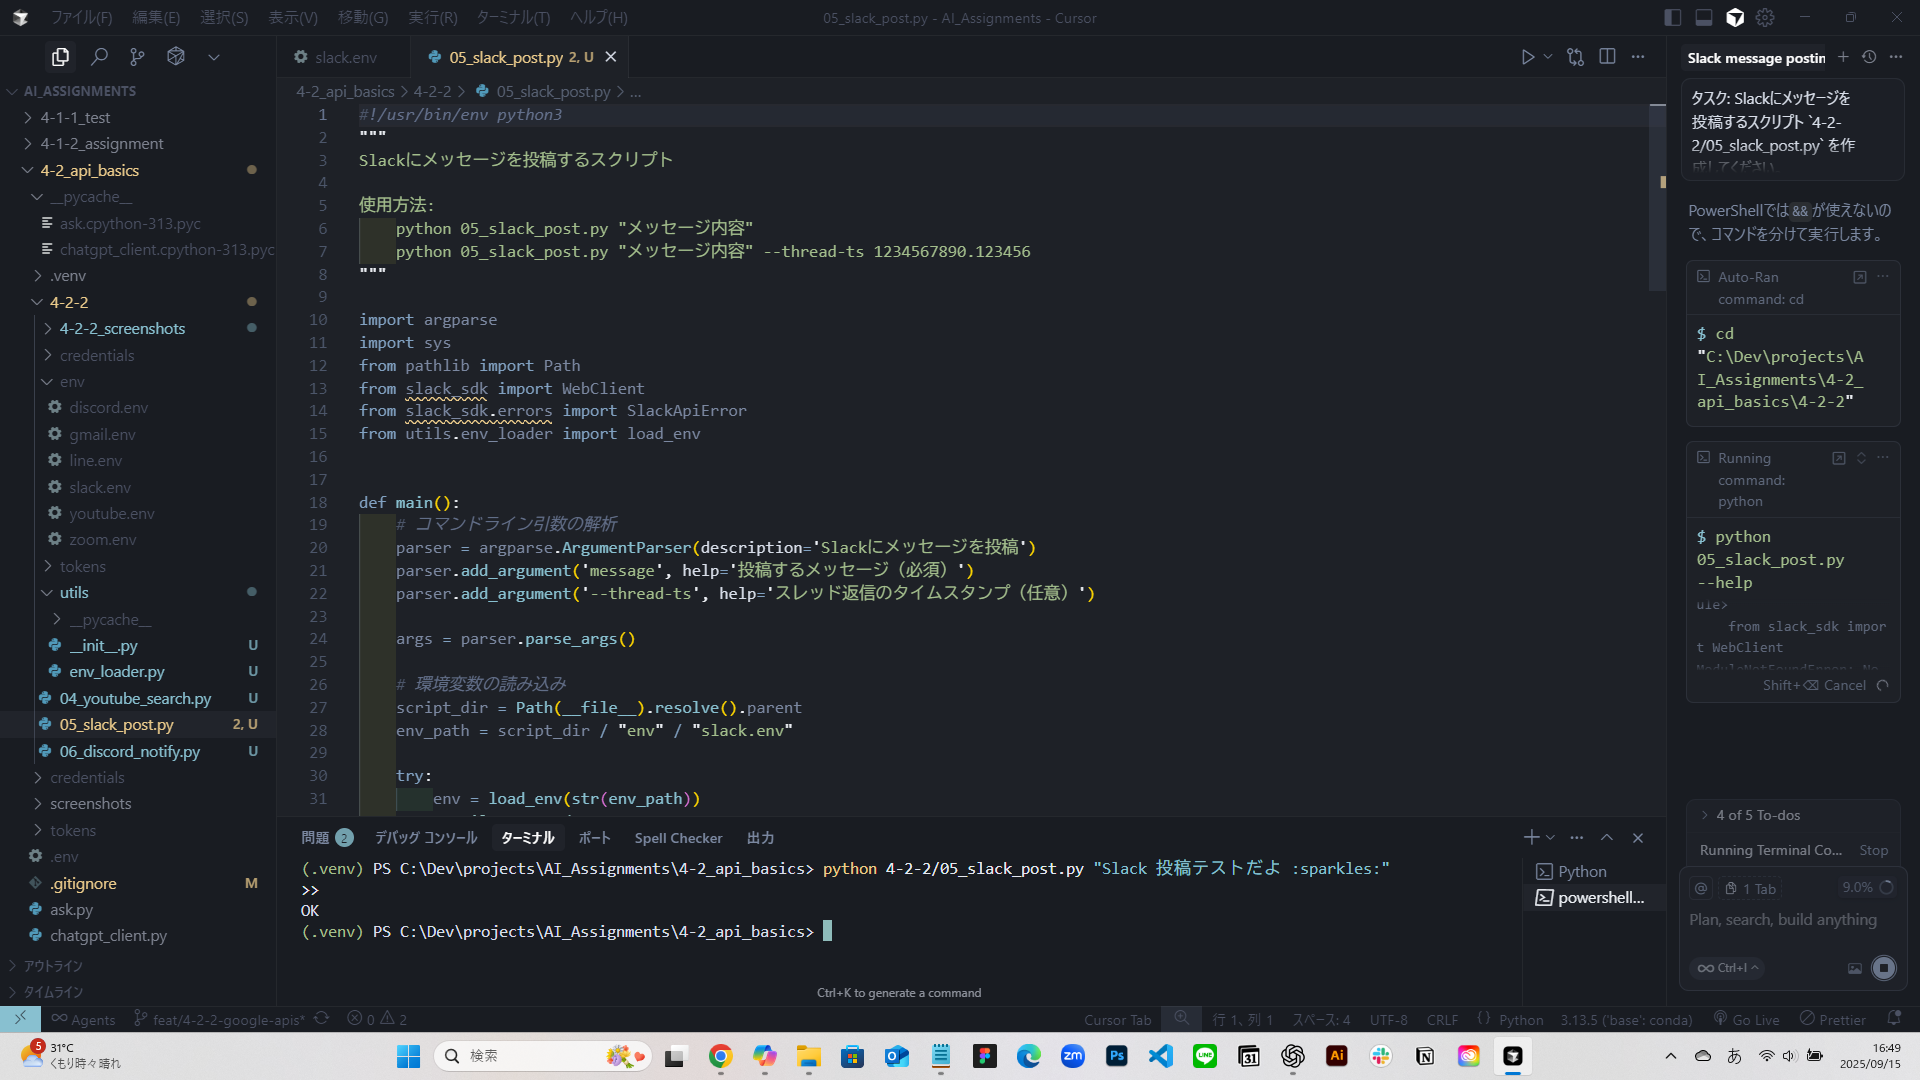 ファイル(F) 編集(E) 選択(S) 表示(V) 移動(G) 実行(R) ターミナル(T) ヘルプ(H)
05_slack_post.py - AI_Assignments - Cursor
slack.env
05_slack_post.py 2, U
AI_ASSIGNMENTS
4-1-1_test
4-1-2_assignment
4-2_api_basics
__pycache__
ask.cpython-313.pyc
chatgpt_client.cpython-313.pyc
.venv
4-2-2
4-2-2_screenshots
credentials
env
discord.env
gmail.env
line.env
slack.env
youtube.env
zoom.env
tokens
utils
__pycache__
__init__.py U
env_loader.py U
04_youtube_search.py U
05_slack_post.py 2, U
06_discord_notify.py U
credentials
screenshots
tokens
.env
.gitignore M
ask.py
chatgpt_client.py
アウトライン
タイムライン
4-2_api_basics > 4-2-2 > 05_slack_post.py > ...
1 #!/usr/bin/env python3
2 """
3 Slackにメッセージを投稿するスクリプト
4
5 使用方法:
6 python 05_slack_post.py "メッセージ内容"
7 python 05_slack_post.py "メッセージ内容" --thread-ts 1234567890.123456
8 """
9
10 import argparse
11 import sys
12 from pathlib import Path
13 from slack_sdk import WebClient
14 from slack_sdk.errors import SlackApiError
15 from utils.env_loader import load_env
16
17
18 def main():
19 # コマンドライン引数の解析
20 parser = argparse.ArgumentParser(description='Slackにメッセージを投稿')
21 parser.add_argument('message', help='投稿するメッセージ（必須）')
22 parser.add_argument('--thread-ts', help='スレッド返信のタイムスタンプ（任意）')
23
24 args = parser.parse_args()
25
26 # 環境変数の読み込み
27 script_dir = Path(__file__).resolve().parent
28 env_path = script_dir / "env" / "slack.env"
29
30 try:
31 env = load_env(str(env_path))
問題 2 デバッグ コンソール ターミナル ポート Spell Checker 出力
(.venv) PS C:\Dev\projects\AI_Assignments\4-2_api_basics> python 4-2-2/05_slack_post.py "Slack 投稿テストだよ :sparkles:"
>>
OK
(.venv) PS C:\Dev\projects\AI_Assignments\4-2_api_basics>
Ctrl+K to generate a command
Python
powershell...
Slack message postin
タスク: Slackにメッセージを
投稿するスクリプト `4-2-
2/05_slack_post.py` を作
成してください。
PowerShellでは&&が使えないの
で、コマンドを分けて実行します。
Auto-Ran
command: cd
$ cd
"C:\Dev\projects\A
I_Assignments\4-2_
api_basics\4-2-2"
Running
command:
python
$ python
05_slack_post.py
--help
ule>
from slack_sdk impor
t WebClient
ModuleNotFoundError: No
Shift+⌫ Cancel
4 of 5 To-dos
Running Terminal Co... Stop
@ 1 Tab 9.0%
Plan, search, build anything
∞ Ctrl+I
Agents feat/4-2-2-google-apis* 0 2
Cursor Tab 行 1、列 1 スペース: 4 UTF-8 CRLF {} Python 3.13.5 ('base': conda) Go Live Prettier
5
31°C
くもり時々晴れ
検索
zm
Ps
LINE
31
Ai
N
あ
16:49
2025/09/15